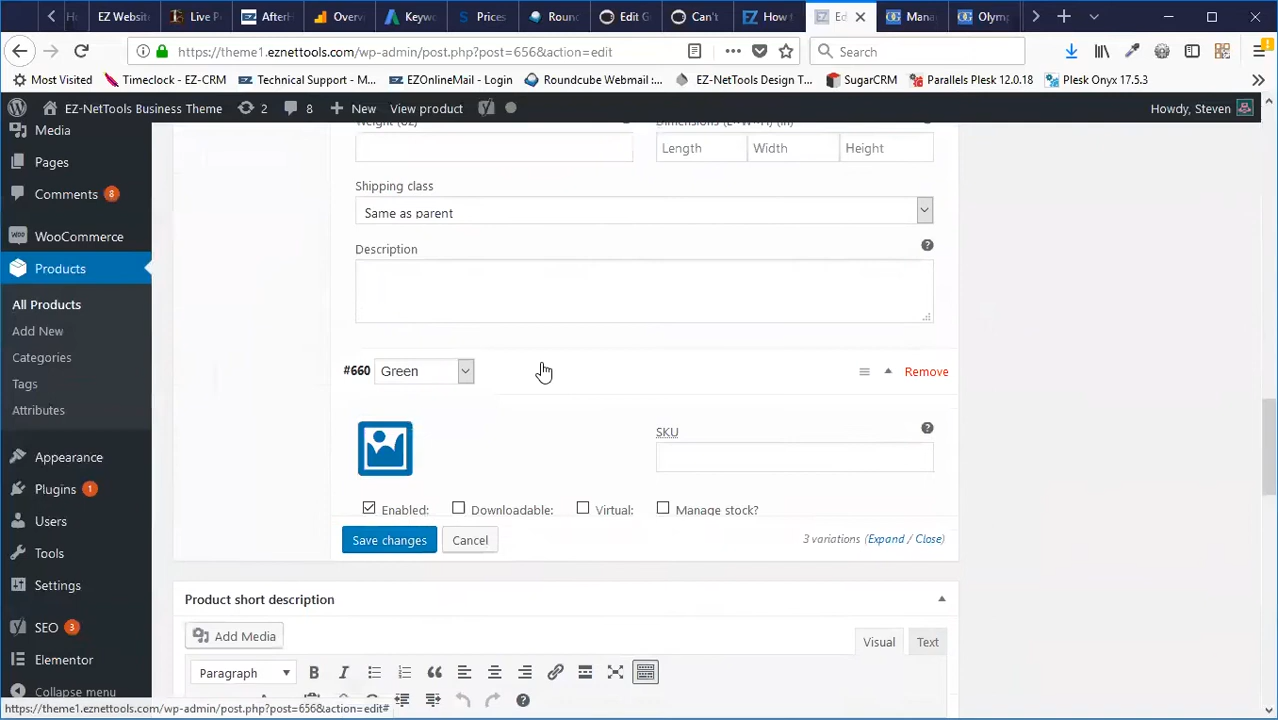 EZ Website
Live P
AfterH
Overv
Keywo
Prices
Roun
Edit G
Can't
How t
Ed
Mana
Olymp
https://theme1.eznettools.com/wp-admin/post.php?post=656&action=edit
Search
Most Visited
Timeclock - EZ-CRM
Technical Support - M...
EZOnlineMail - Login
Roundcube Webmail :...
EZ-NetTools Design T...
SugarCRM
Parallels Plesk 12.0.18
Plesk Onyx 17.5.3
EZ-NetTools Business Theme
2
8
New
View product
Howdy, Steven
Media
Pages
Comments 8
WooCommerce
Products
All Products
Add New
Categories
Tags
Attributes
Appearance
Plugins 1
Users
Tools
Settings
SEO 3
Elementor
Collapse menu
Weight (oz)
Dimensions (L×W×H) (in)
Length
Width
Height
Shipping class
Same as parent
Description
#660 Green
Remove
SKU
Enabled:
Downloadable:
Virtual:
Manage stock?
Save changes
Cancel
3 variations (Expand / Close)
Product short description
Add Media
Visual
Text
Paragraph
https://theme1.eznettools.com/wp-admin/post.php?post=656&action=edit#